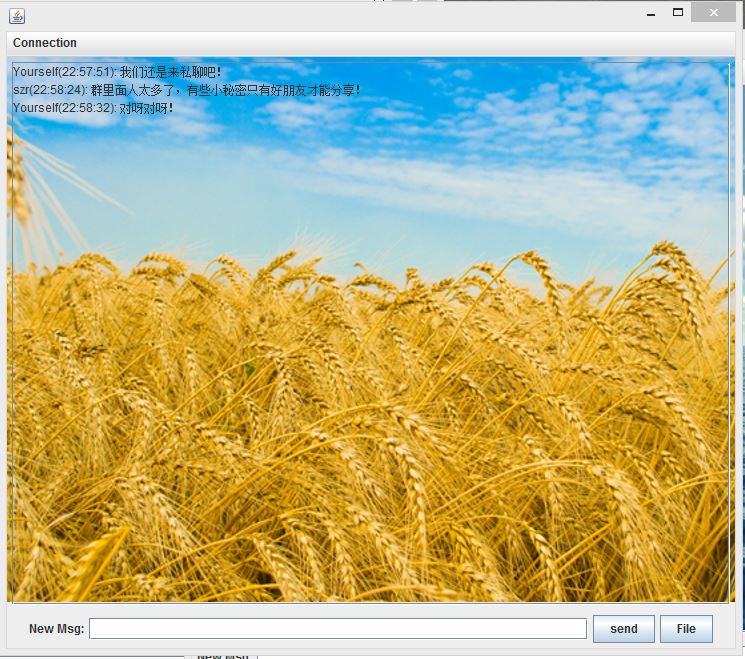 Connection
Yourself(22:57:51): 我们还是来私聊吧!
szr(22:58:24): 群里面人太多了，有些小秘密只有好朋友才能分享!
Yourself(22:58:32): 对呀对呀!
New Msg:
send
File
New Msg